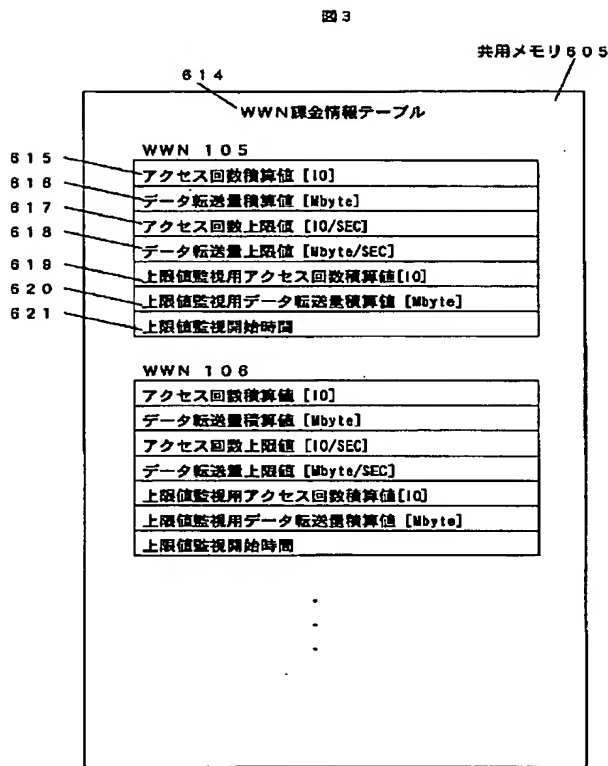 図3
共用メモリ605
614
WWN課金情報テーブル
WWN 105
615
アクセス回数積算値 [IO]
616
データ転送量積算値 [Mbyte]
617
アクセス回数上限値 [IO/SEC]
618
データ転送量上限値 [Mbyte/SEC]
619
上限値監視用アクセス回数積算値[IO]
620
上限値監視用データ転送量積算値 [Mbyte]
621
上限値監視開始時間
WWN 106
アクセス回数積算値 [IO]
データ転送量積算値 [Mbyte]
アクセス回数上限値 [IO/SEC]
データ転送量上限値 [Mbyte/SEC]
上限値監視用アクセス回数積算値[IO]
上限値監視用データ転送量積算値 [Mbyte]
上限値監視開始時間